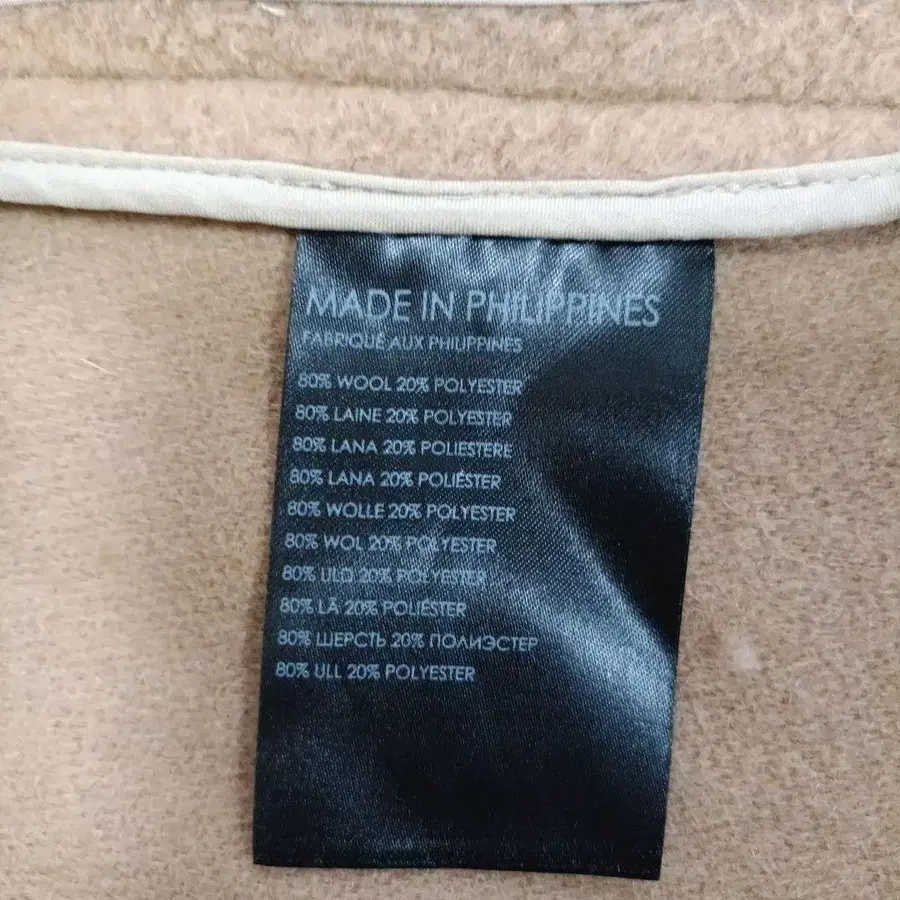 MADE IN PHILIPPINES
FABRIQUÉ AUX PHILIPPINES
80% WOOL 20% POLYESTER
80% LAINE 20% POLYESTER
80% LANA 20% POLIESTERE
80% LANA 20% POLIÉSTER
80% WOLLE 20% POLYESTER
80% WOL 20% POLYESTER
80% ULD 20% POLYESTER
80% LÃ 20% POLIÉSTER
80% ШЕРСТЬ 20% ПОЛИЭСТЕР
80% ULL 20% POLYESTER